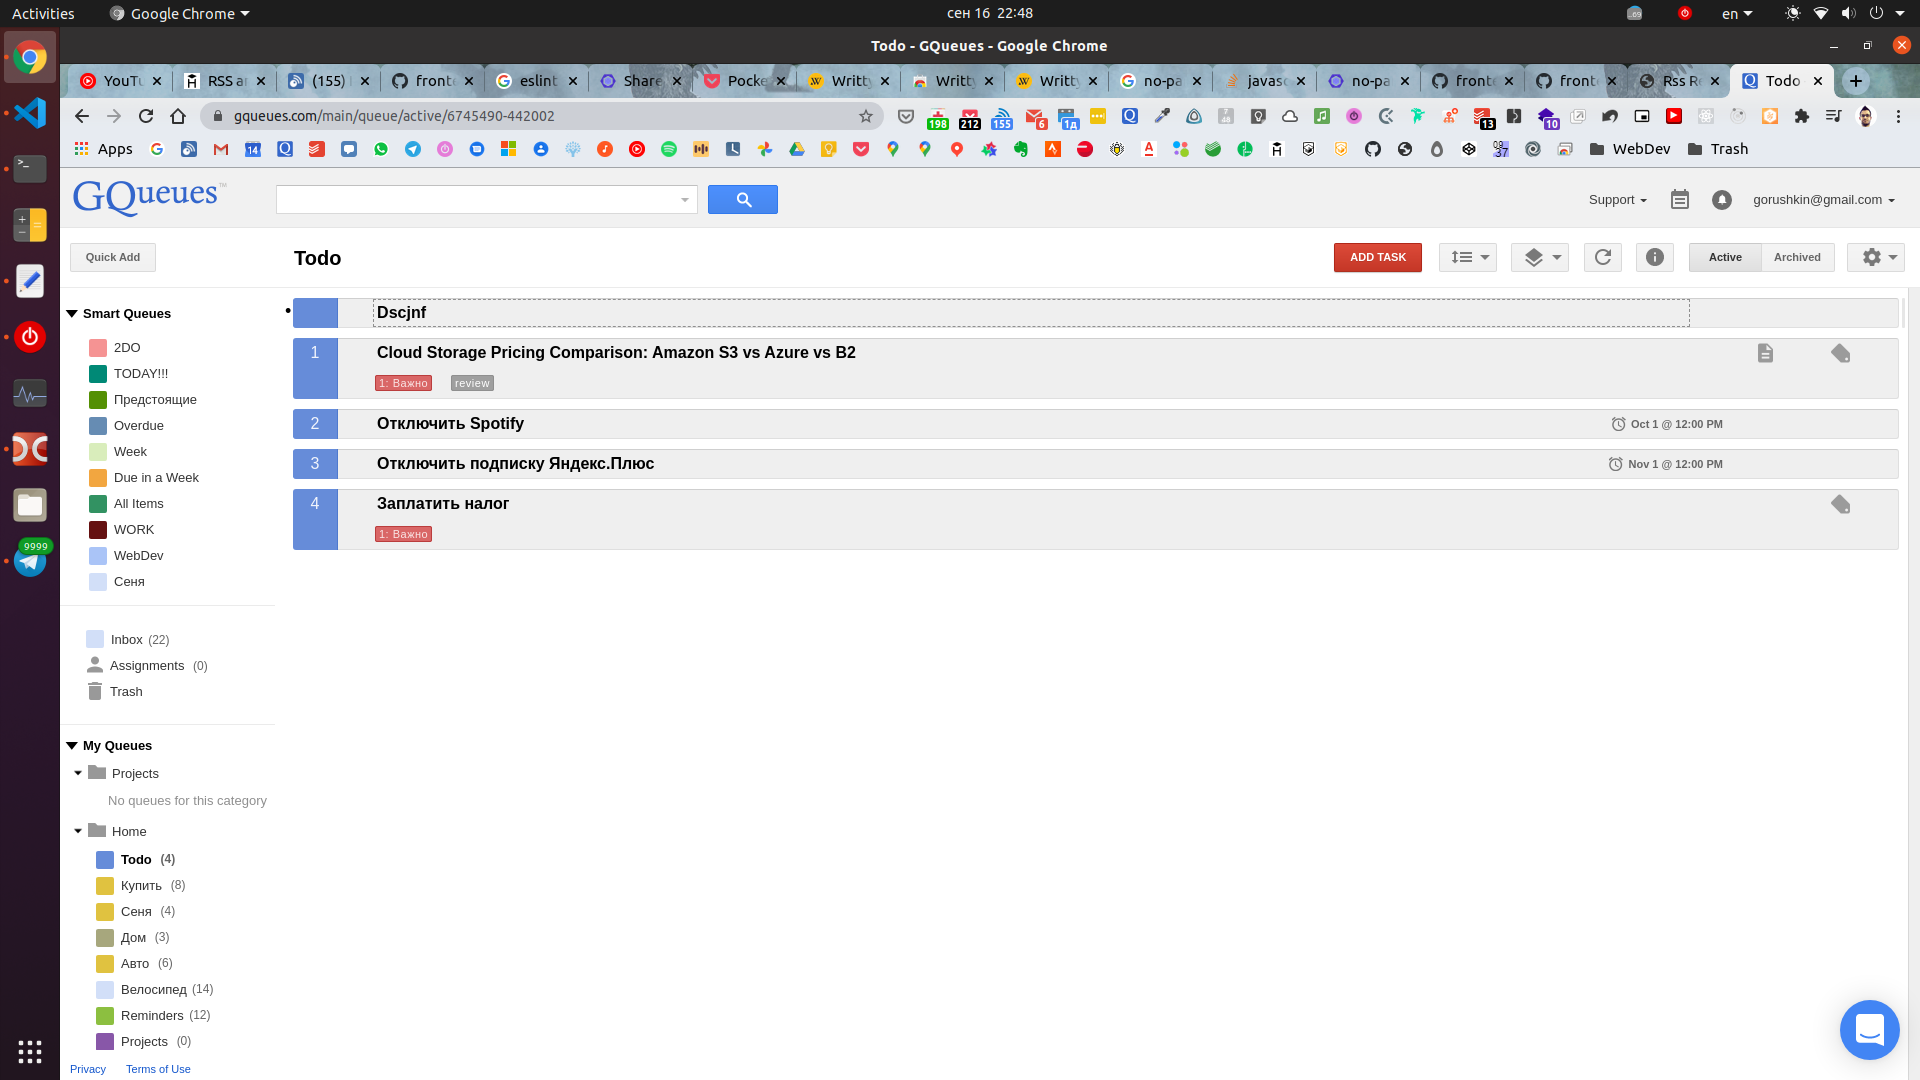 Activities
Google Chrome
сен 16 22:48
en
Todo - GQueues - Google Chrome
YouTu
RSS an
(155)
fronte
eslint
Share
Pocke
Writty
Writty
Writty
no-pa
javasc
no-pa
fronte
fronte
Rss Re
Todo
gqueues.com/main/queue/active/6745490-442002
198
212
155
6
1д
13
10
Apps
WebDev
Trash
GQueues™
Support
gorushkin@gmail.com
Quick Add
Todo
ADD TASK
Active
Archived
Smart Queues
2DO
TODAY!!!
Предстоящие
Overdue
Week
Due in a Week
All Items
WORK
WebDev
Сеня
Inbox (22)
Assignments (0)
Trash
My Queues
Projects
No queues for this category
Home
Todo (4)
Купить (8)
Сеня (4)
Дом (3)
Авто (6)
Велосипед (14)
Reminders (12)
Projects (0)
Privacy
Terms of Use
Dscjnf
1
Cloud Storage Pricing Comparison: Amazon S3 vs Azure vs B2
1: Важно
review
2
Отключить Spotify
Oct 1 @ 12:00 PM
3
Отключить подписку Яндекс.Плюс
Nov 1 @ 12:00 PM
4
Заплатить налог
1: Важно
9999